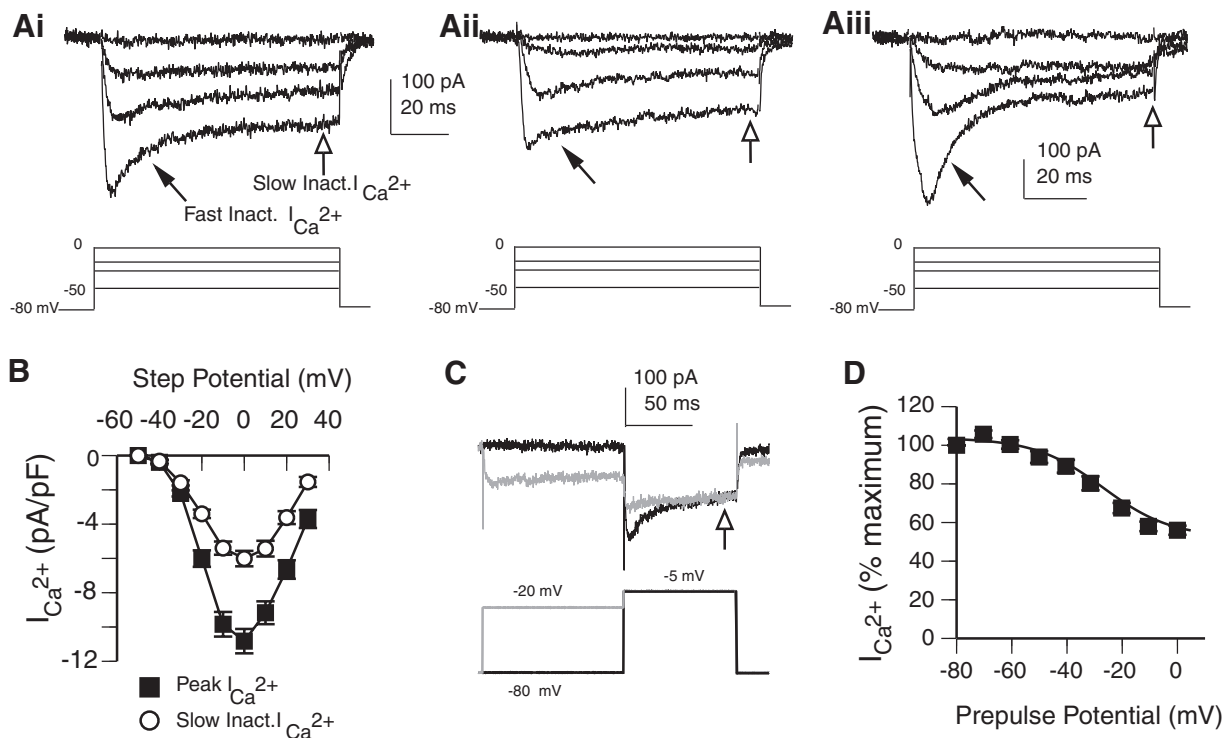 Ai
Aii
Aiii
100 pA
20 ms
100 pA
20 ms
Slow Inact.I Ca2+
Fast Inact. I Ca2+
0
-50
-80 mV
0
-50
-80 mV
0
-50
-80 mV
B
Step Potential (mV)
-60 -40 -20 0 20 40
0
-4
-8
-12
I Ca2+ (pA/pF)
Peak I Ca2+
Slow Inact.I Ca2+
C
100 pA
50 ms
-20 mV
-5 mV
-80 mV
D
120
100
80
60
40
20
0
I Ca2+ (% maximum)
-80 -60 -40 -20 0
Prepulse Potential (mV)